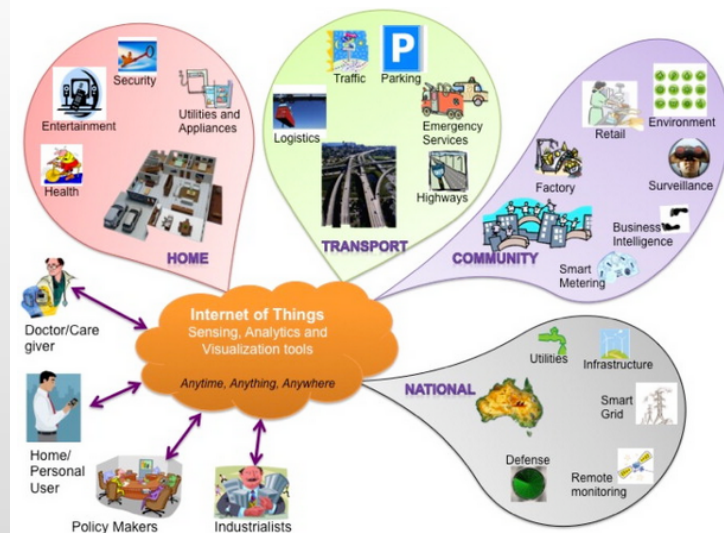 Security
Entertainment
Utilities and
Appliances
Health
HOME
Traffic
P
Parking
Logistics
Emergency
Services
Highways
TRANSPORT
Retail
Environment
Factory
Surveillance
Business
Intelligence
COMMUNITY
Smart
Metering
Internet of Things
Sensing, Analytics and
Visualization tools
Anytime, Anything, Anywhere
Doctor/Care
giver
Home/
Personal
User
Policy Makers
Industrialists
NATIONAL
Utilities
Infrastructure
Smart
Grid
Defense
Remote
monitoring